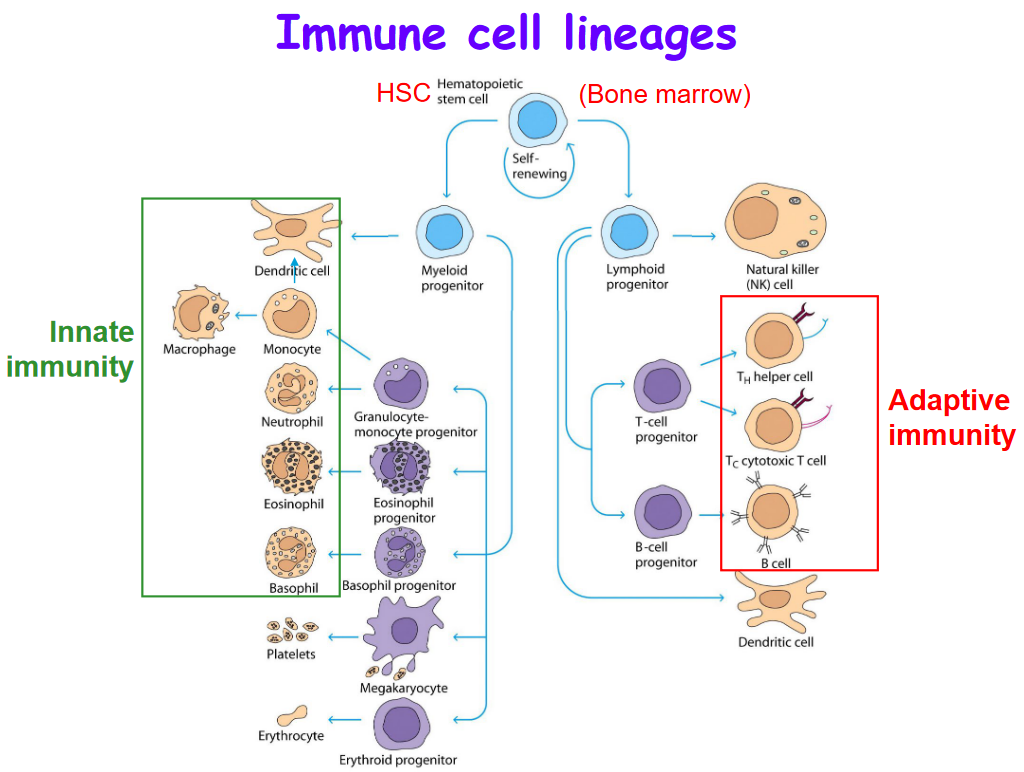 Immune cell lineages
HSC
Hematopoietic
stem cell
(Bone marrow)
Self-
renewing
Dendritic cell
Myeloid
progenitor
Lymphoid
progenitor
Natural killer
(NK) cell
Innate
immunity
Macrophage
Monocyte
Neutrophil
Granulocyte-
monocyte progenitor
Eosinophil
Eosinophil
progenitor
Basophil
Basophil progenitor
Platelets
Megakaryocyte
Erythrocyte
Erythroid progenitor
T-cell
progenitor
TH helper cell
TC cytotoxic T cell
Adaptive
immunity
B-cell
progenitor
B cell
Dendritic cell